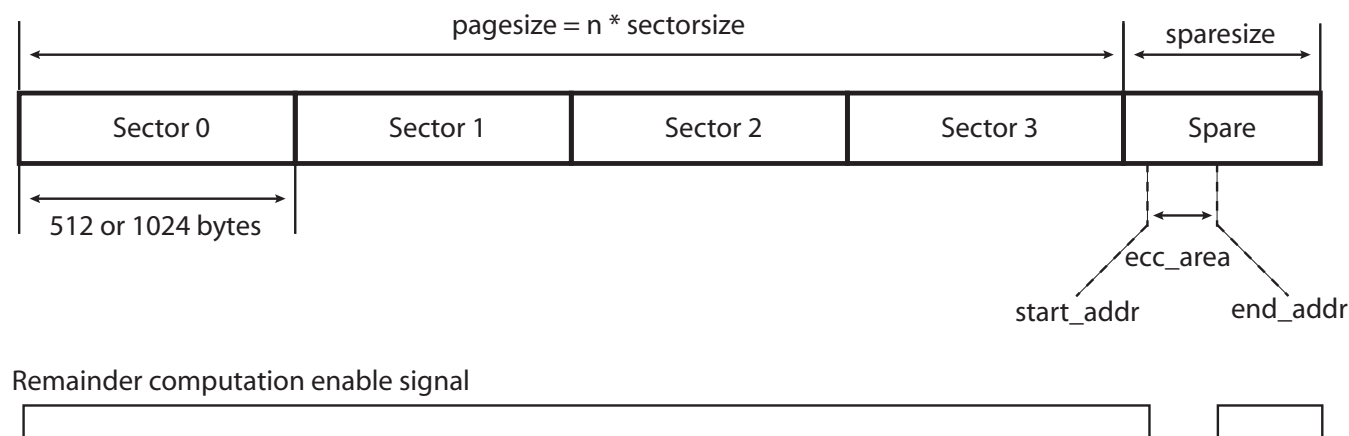 pagesize = n * sectorsize
sparesize
Sector 0 Sector 1 Sector 2 Sector 3 Spare
512 or 1024 bytes
ecc_area
start_addr end_addr
Remainder computation enable signal